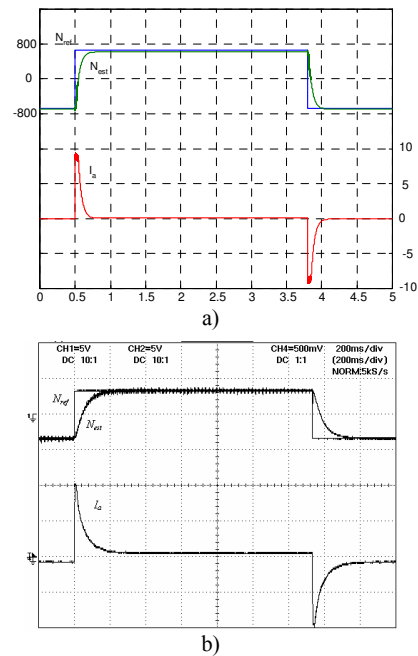 N_ref
800
N_est
0
-800
10
I_a
5
0
-5
-10
0 0.5 1 1.5 2 2.5 3 3.5 4 4.5 5
a)
CH1=5V CH2=5V CH4=500mV 200ms/div
DC 10:1 DC 10:1 DC 1:1 (200ms/div)
NORM:5kS/s
N_ref
N_est
I_a
b)